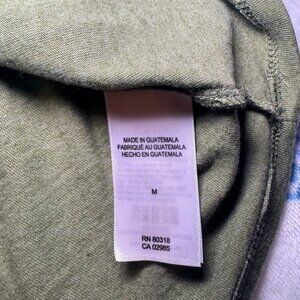 MADE IN GUATEMALA
FABRIQUÉ AU GUATEMALA
HECHO EN GUATEMALA
M
RN 80318
CA 02985